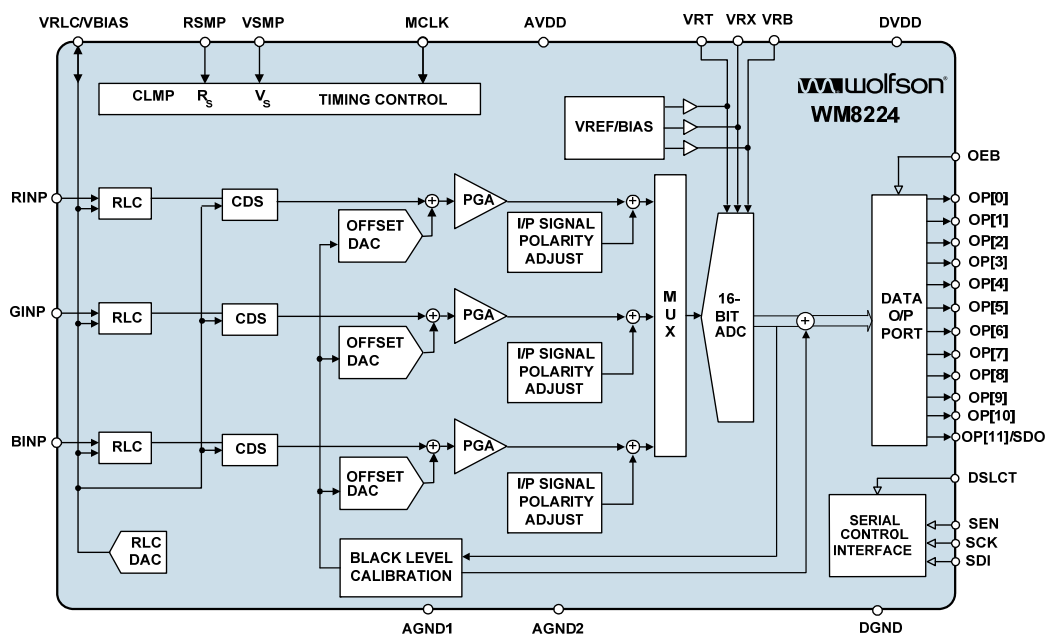 VRLC/VBIAS RSMP VSMP MCLK AVDD VRT VRX VRB DVDD
CLMP RS VS TIMING CONTROL
wolfson®
WM8224
VREF/BIAS
OEB
RINP
RLC
CDS
OFFSET
DAC
PGA
I/P SIGNAL
POLARITY
ADJUST
GINP
RLC
CDS
OFFSET
DAC
PGA
I/P SIGNAL
POLARITY
ADJUST
BINP
RLC
CDS
OFFSET
DAC
PGA
I/P SIGNAL
POLARITY
ADJUST
M
U
X
16-
BIT
ADC
DATA
O/P
PORT
OP[0]
OP[1]
OP[2]
OP[3]
OP[4]
OP[5]
OP[6]
OP[7]
OP[8]
OP[9]
OP[10]
OP[11]/SDO
DSLCT
SERIAL
CONTROL
INTERFACE
SEN
SCK
SDI
RLC
DAC
BLACK LEVEL
CALIBRATION
AGND1 AGND2 DGND